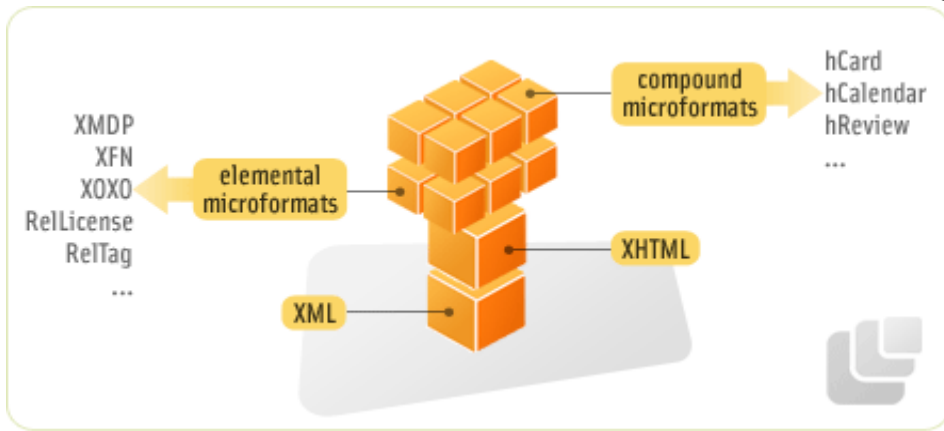 XMDP
XFN
XOXO
RelLicense
RelTag
...
elemental
microformats
XML
compound
microformats
XHTML
hCard
hCalendar
hReview
...